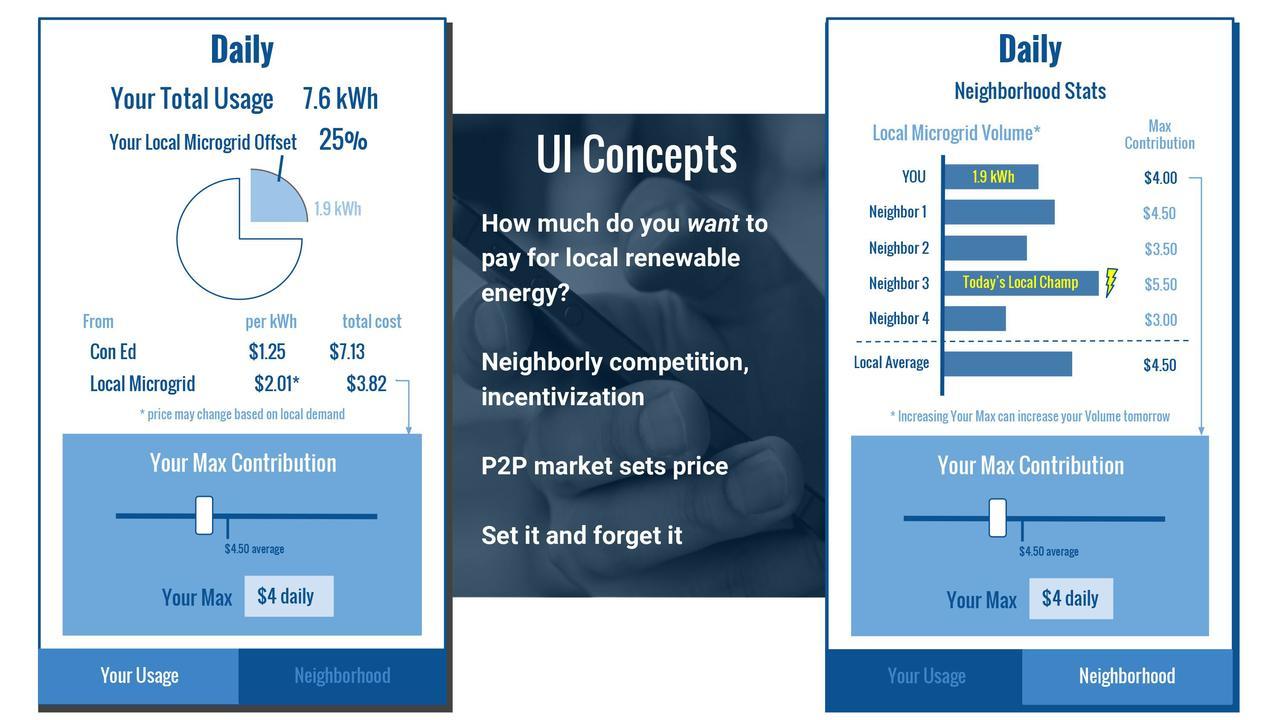 Daily
Your Total Usage 7.6 kWh
Your Local Microgrid Offset 25%
1.9 kWh
From per kWh total cost
Con Ed $1.25 $7.13
Local Microgrid $2.01* $3.82
* price may change based on local demand
Your Max Contribution
$4.50 average
Your Max $4 daily
Your Usage Neighborhood
UI Concepts
How much do you want to
pay for local renewable
energy?
Neighborly competition,
incentivization
P2P market sets price
Set it and forget it
Daily
Neighborhood Stats
Local Microgrid Volume* Max
Contribution
YOU 1.9 kWh $4.00
Neighbor 1 $4.50
Neighbor 2 $3.50
Neighbor 3 Today's Local Champ $5.50
Neighbor 4 $3.00
Local Average $4.50
* Increasing Your Max can increase your Volume tomorrow
Your Max Contribution
$4.50 average
Your Max $4 daily
Your Usage Neighborhood